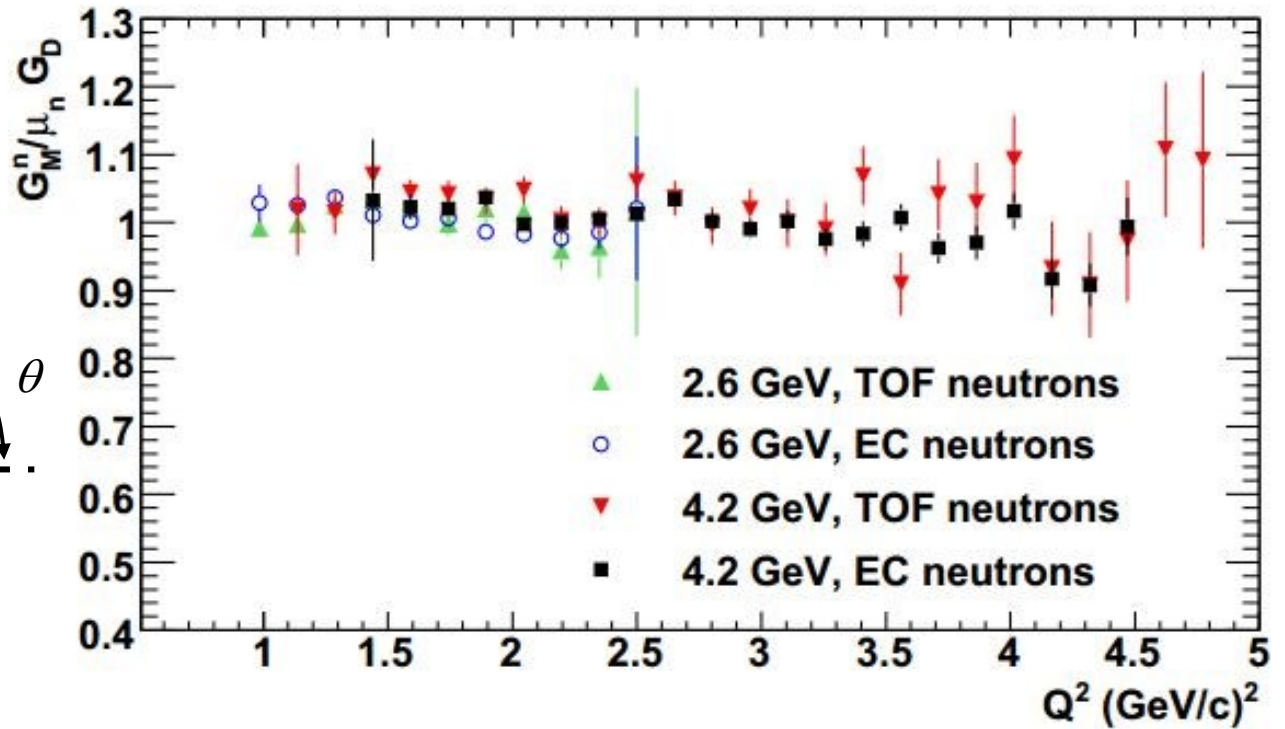 G_M^n/μ_n G_D
1.3
1.2
1.1
1
0.9
0.8
0.7
0.6
0.5
0.4
θ
2.6 GeV, TOF neutrons
2.6 GeV, EC neutrons
4.2 GeV, TOF neutrons
4.2 GeV, EC neutrons
1 1.5 2 2.5 3 3.5 4 4.5 5
Q² (GeV/c)²